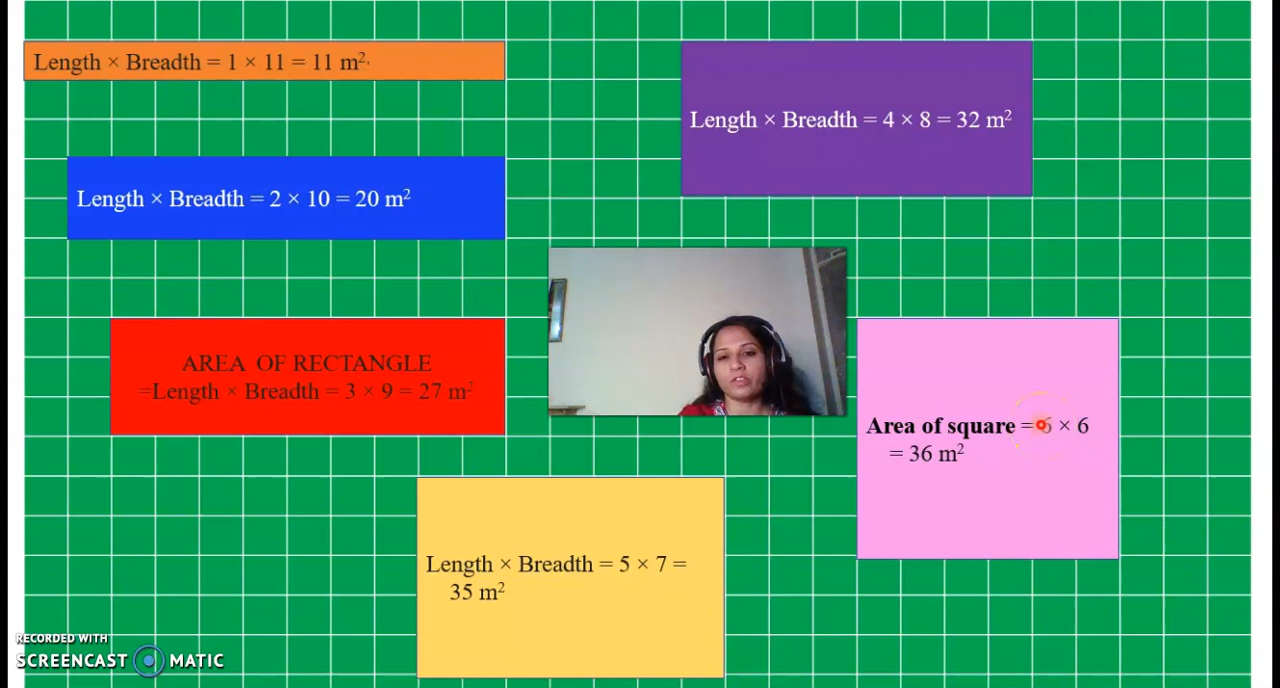 Length × Breadth = 1 × 11 = 11 m².
Length × Breadth = 4 × 8 = 32 m²
Length × Breadth = 2 × 10 = 20 m²
AREA OF RECTANGLE
=Length × Breadth = 3 × 9 = 27 m²
Area of square = 6 × 6
= 36 m²
Length × Breadth = 5 × 7 =
35 m²
RECORDED WITH
SCREENCAST MATIC